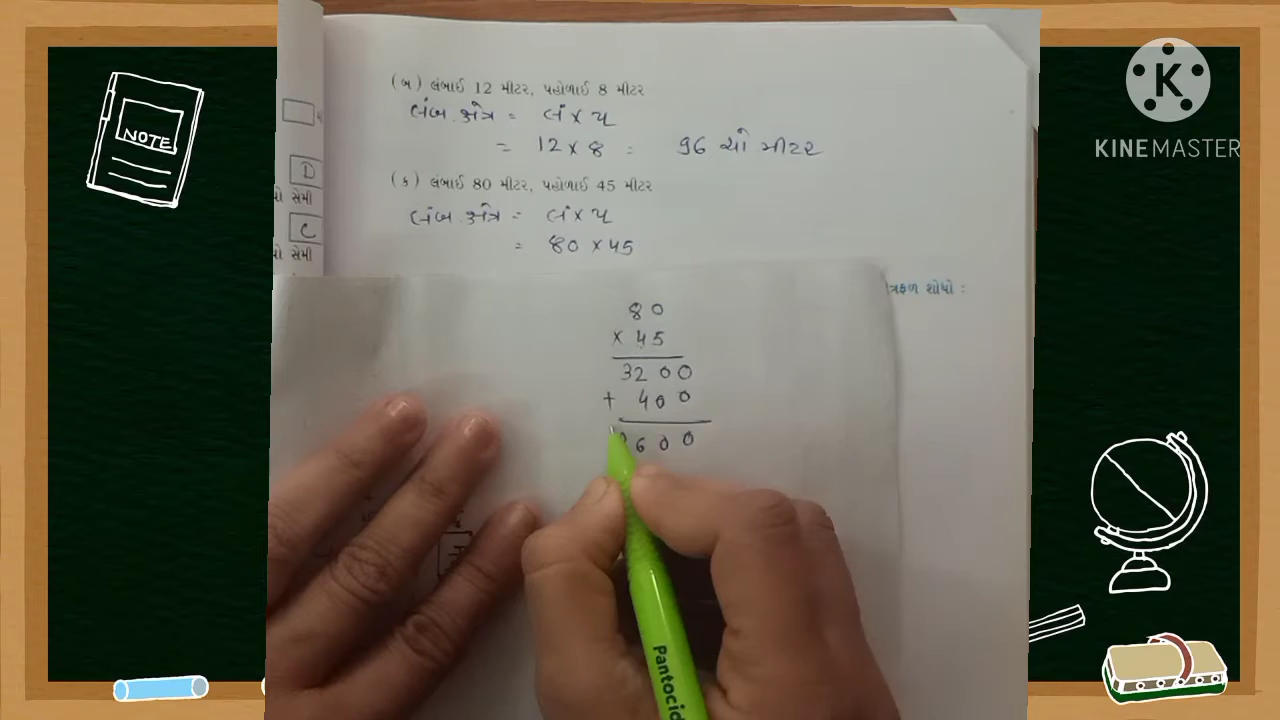 NOTE
KINEMASTER
(બ) લંબાઈ 12 મીટર, પહોળાઈ 8 મીટર
લંબ. ક્ષેત્ર = લં × પ
= 12 × 8 = 96 ચો મીટર
(ક) લંબાઈ 80 મીટર, પહોળાઈ 45 મીટર
લંબ. ક્ષેત્ર = લં × પ
= 80 × 45
D
સેમી
C
સેમી
શોધો :
80
× 45
3200
+ 400
600
Pantocid